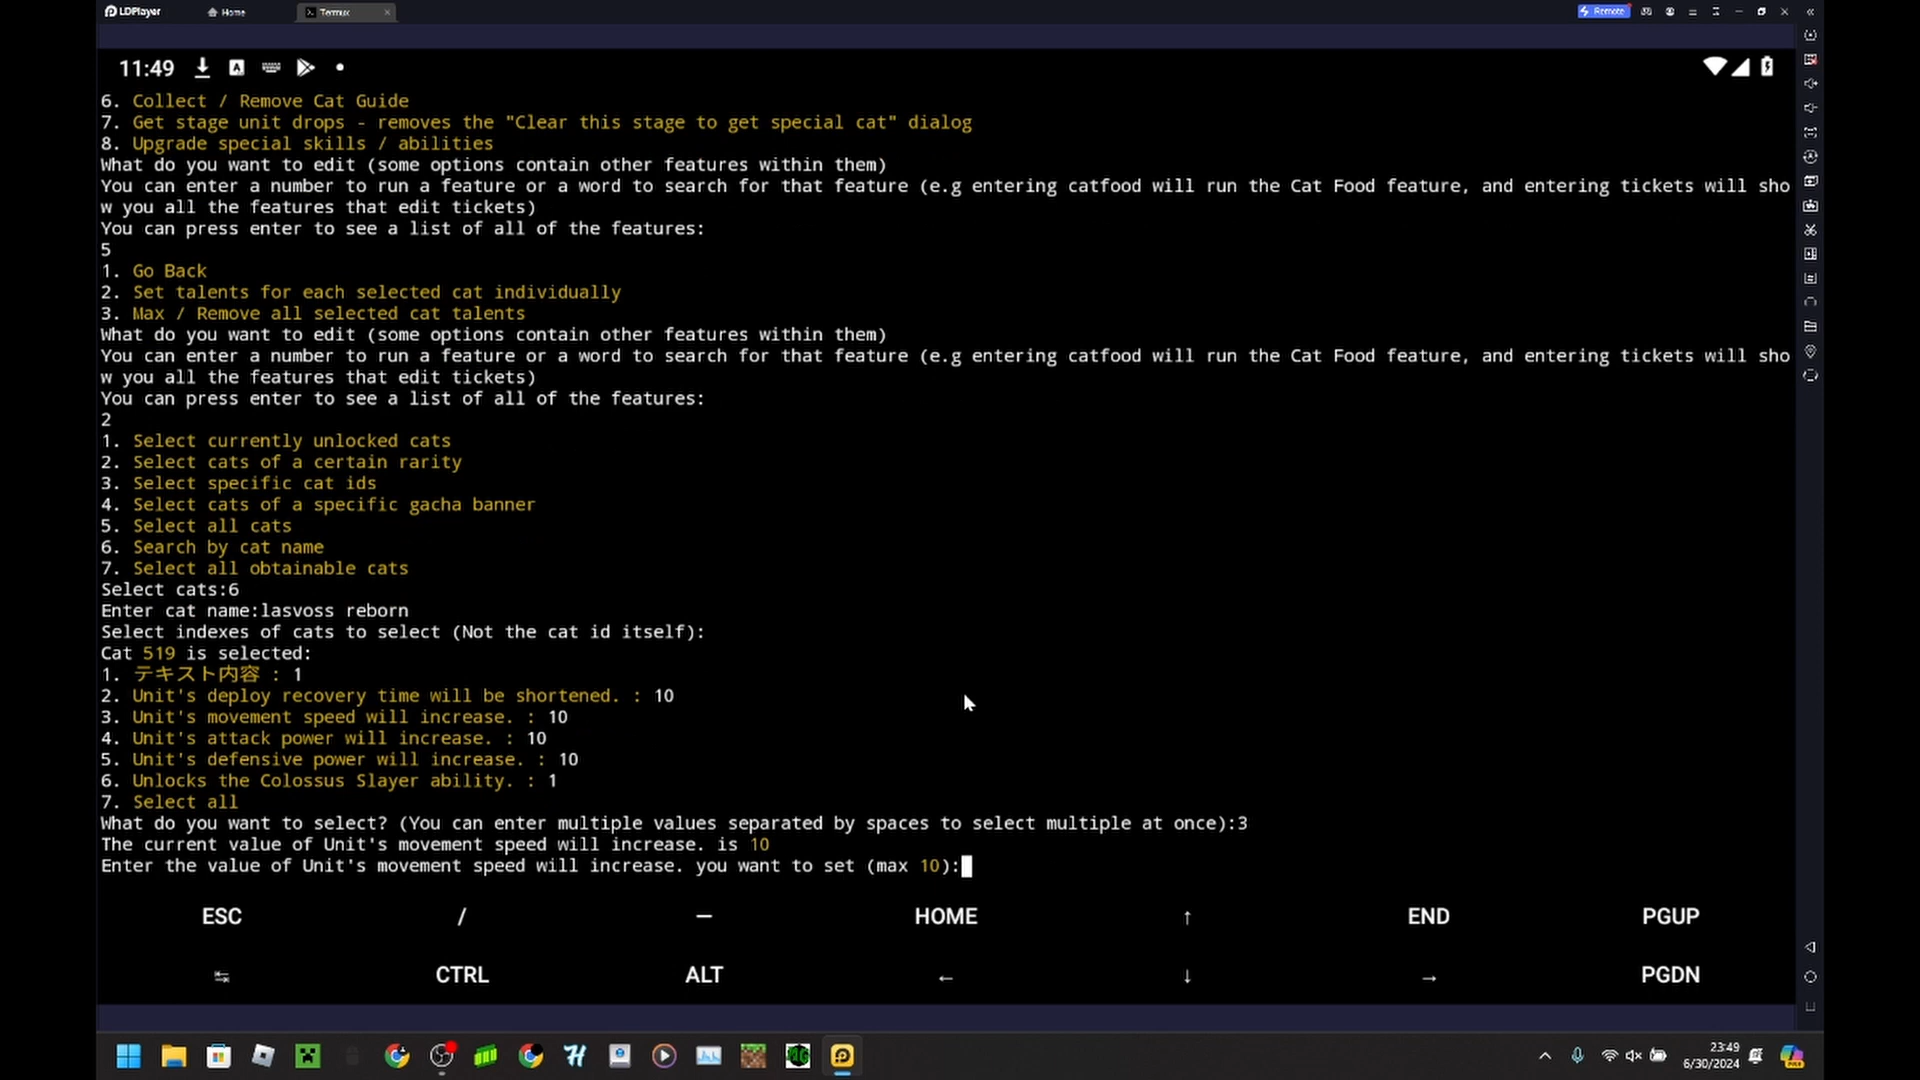 LDPlayer
Home
Termux
Remote
11:49
6. Collect / Remove Cat Guide
7. Get stage unit drops - removes the "Clear this stage to get special cat" dialog
8. Upgrade special skills / abilities
What do you want to edit (some options contain other features within them)
You can enter a number to run a feature or a word to search for that feature (e.g entering catfood will run the Cat Food feature, and entering tickets will sho
w you all the features that edit tickets)
You can press enter to see a list of all of the features:
5
1. Go Back
2. Set talents for each selected cat individually
3. Max / Remove all selected cat talents
What do you want to edit (some options contain other features within them)
You can enter a number to run a feature or a word to search for that feature (e.g entering catfood will run the Cat Food feature, and entering tickets will sho
w you all the features that edit tickets)
You can press enter to see a list of all of the features:
2
1. Select currently unlocked cats
2. Select cats of a certain rarity
3. Select specific cat ids
4. Select cats of a specific gacha banner
5. Select all cats
6. Search by cat name
7. Select all obtainable cats
Select cats:6
Enter cat name:lasvoss reborn
Select indexes of cats to select (Not the cat id itself):
Cat 519 is selected:
1. テキスト内容 : 1
2. Unit's deploy recovery time will be shortened. : 10
3. Unit's movement speed will increase. : 10
4. Unit's attack power will increase. : 10
5. Unit's defensive power will increase. : 10
6. Unlocks the Colossus Slayer ability. : 1
7. Select all
What do you want to select? (You can enter multiple values separated by spaces to select multiple at once):3
The current value of Unit's movement speed will increase. is 10
Enter the value of Unit's movement speed will increase. you want to set (max 10):
ESC / — HOME ↑ END PGUP
CTRL ALT ← ↓ → PGDN
23:49
6/30/2024